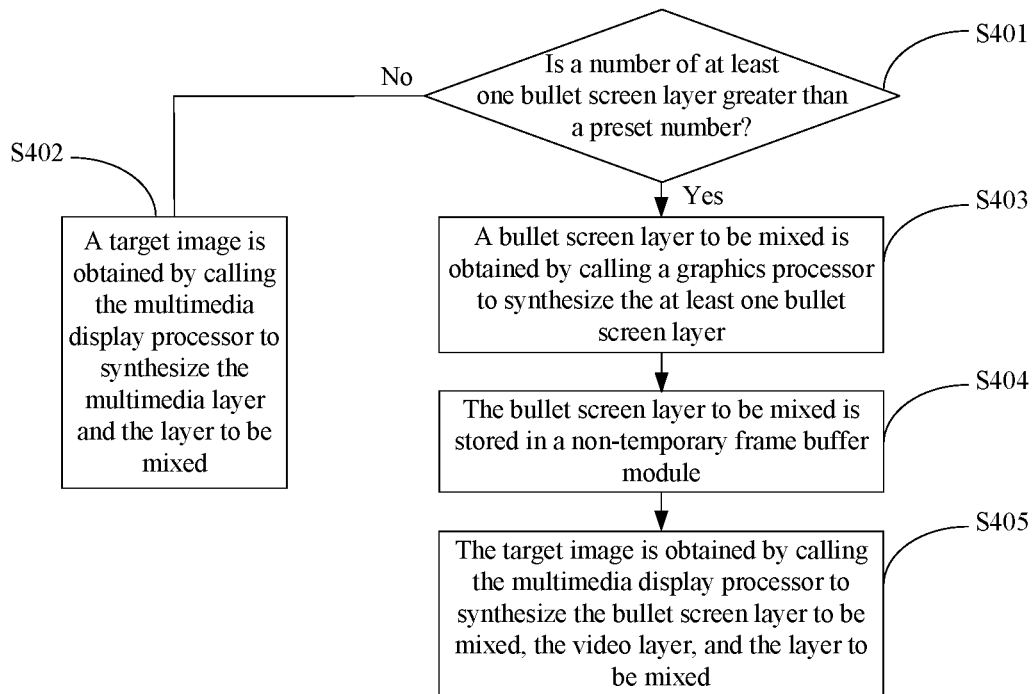 S401
Is a number of at least
one bullet screen layer greater than
a preset number?
No
Yes
S402
A target image is
obtained by calling
the multimedia
display processor to
synthesize the
multimedia layer
and the layer to be
mixed
S403
A bullet screen layer to be mixed is
obtained by calling a graphics processor
to synthesize the at least one bullet
screen layer
S404
The bullet screen layer to be mixed is
stored in a non-temporary frame buffer
module
S405
The target image is obtained by calling
the multimedia display processor to
synthesize the bullet screen layer to be
mixed, the video layer, and the layer to
be mixed